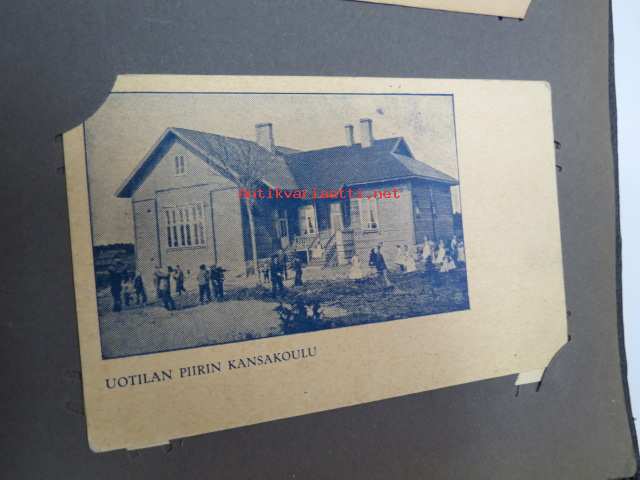 antikvariaatti.net
UOTILAN PIIRIN KANSAKOULU